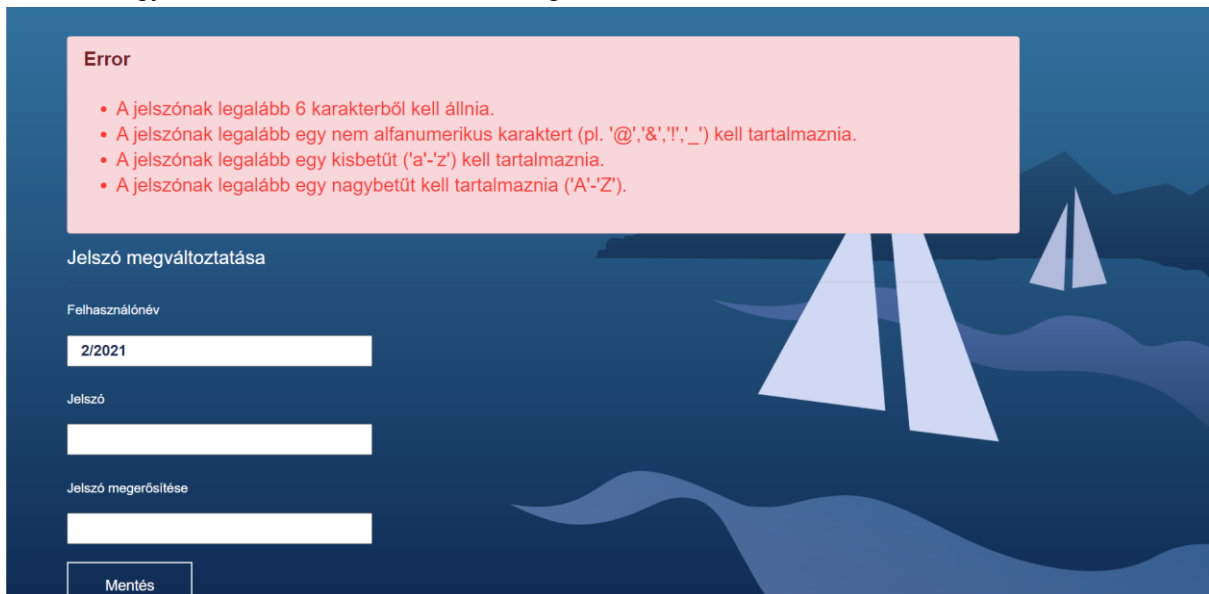 Error
• A jelszónak legalább 6 karakterből kell állnia.
• A jelszónak legalább egy nem alfanumerikus karaktert (pl. '@','&','!','_') kell tartalmaznia.
• A jelszónak legalább egy kisbetűt ('a'-'z') kell tartalmaznia.
• A jelszónak legalább egy nagybetűt kell tartalmaznia ('A'-'Z').
Jelszó megváltoztatása
Felhasználónév
2/2021
Jelszó
Jelszó megerősítése
Mentés